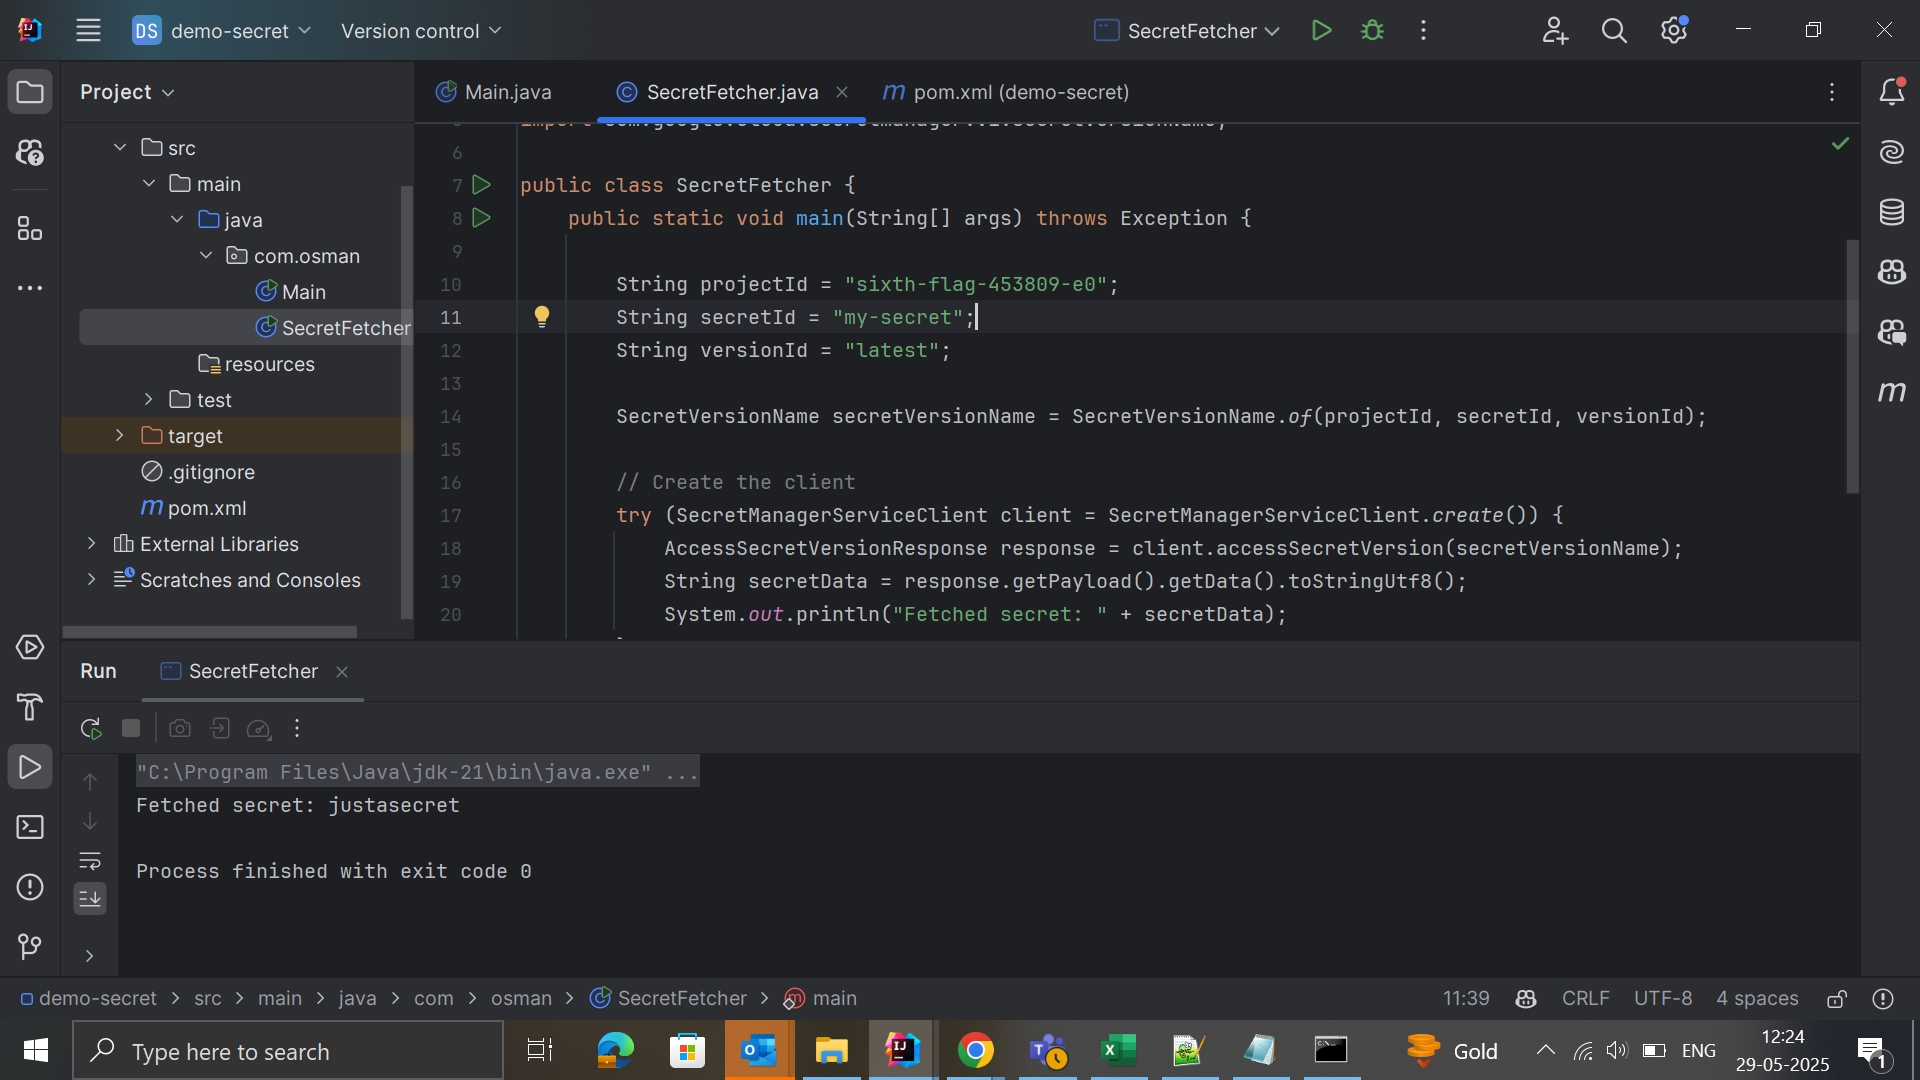 DS demo-secret
Version control
SecretFetcher
Project
Main.java
SecretFetcher.java
m pom.xml (demo-secret)
src
main
java
com.osman
Main
SecretFetcher
resources
test
target
.gitignore
m pom.xml
External Libraries
Scratches and Consoles
6
7 public class SecretFetcher {
8 public static void main(String[] args) throws Exception {
9
10 String projectId = "sixth-flag-453809-e0";
11 String secretId = "my-secret";
12 String versionId = "latest";
13
14 SecretVersionName secretVersionName = SecretVersionName.of(projectId, secretId, versionId);
15
16 // Create the client
17 try (SecretManagerServiceClient client = SecretManagerServiceClient.create()) {
18 AccessSecretVersionResponse response = client.accessSecretVersion(secretVersionName);
19 String secretData = response.getPayload().getData().toStringUtf8();
20 System.out.println("Fetched secret: " + secretData);
Run
SecretFetcher
"C:\Program Files\Java\jdk-21\bin\java.exe" ...
Fetched secret: justasecret
Process finished with exit code 0
demo-secret > src > main > java > com > osman > SecretFetcher > main
11:39
CRLF
UTF-8
4 spaces
Type here to search
Gold
ENG
12:24
29-05-2025
1